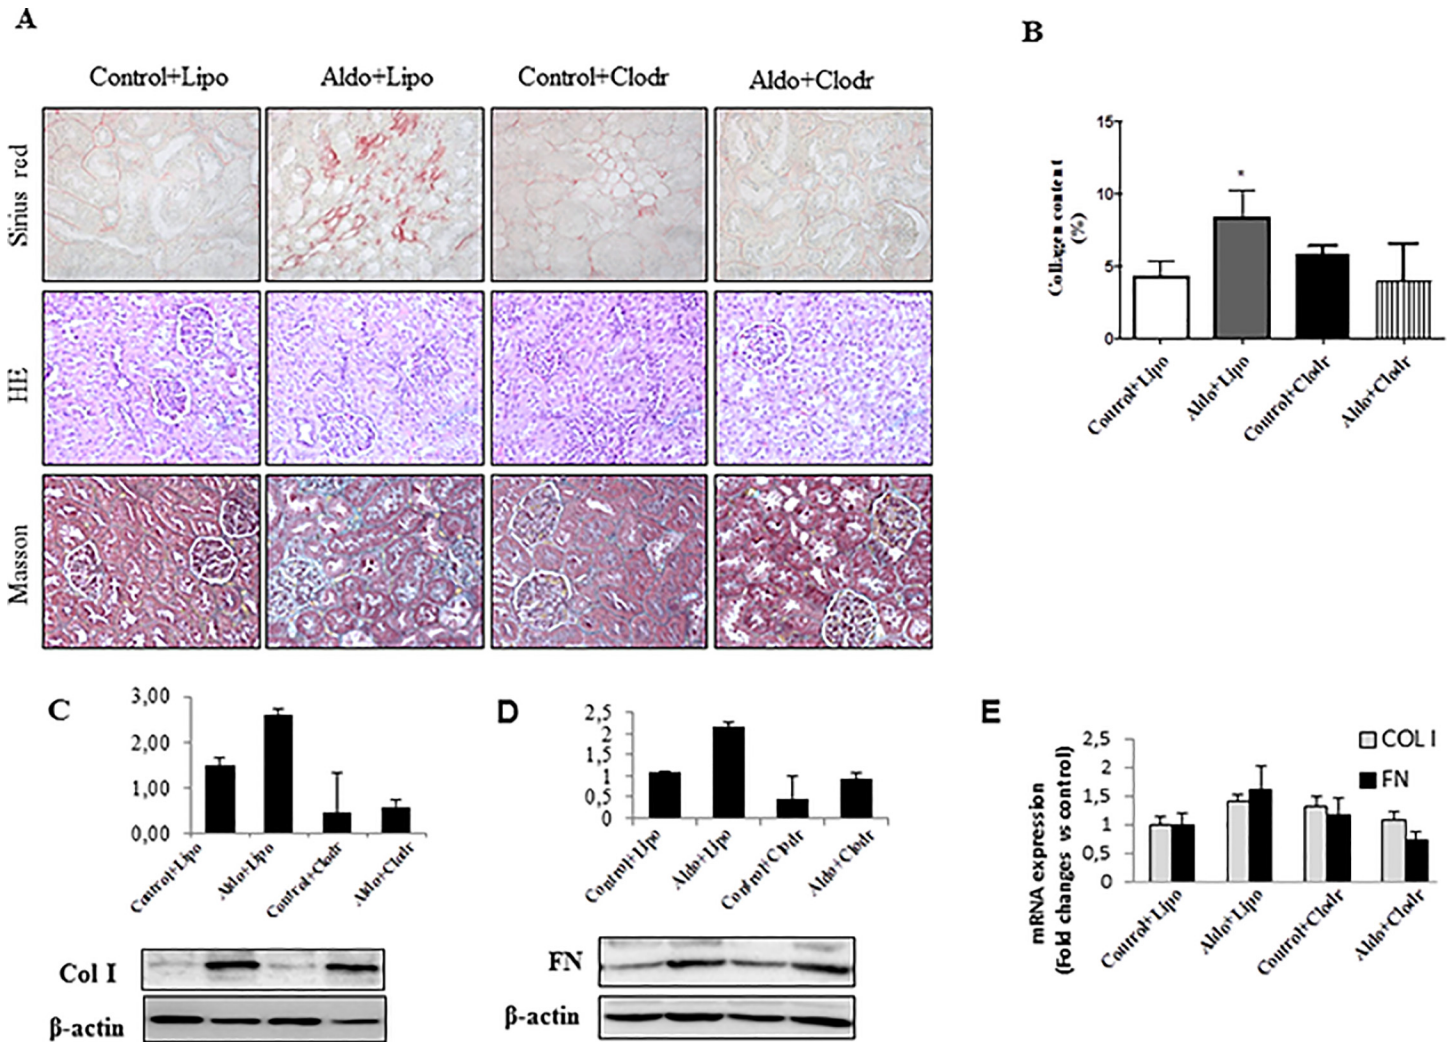 A
Control+Lipo Aldo+Lipo Control+Clodr Aldo+Clodr
Sirius red
HE
Masson
B
Collagen content
(%)
15
10
5
0
*
Control+Lipo
Aldo+Lipo
Control+Clodr
Aldo+Clodr
C
3,00
2,00
1,00
0,00
Control+Lipo
Aldo+Lipo
Control+Clodr
Aldo+Clodr
Col I
β-actin
D
2,5
2
1,5
1
0,5
0
Control+Lipo
Aldo+Lipo
Control+Clodr
Aldo+Clodr
FN
β-actin
E
mRNA expression
(Fold changes vs control)
2,5
2
1,5
1
0,5
0
COL I
FN
Control+Lipo
Aldo+Lipo
Control+Clodr
Aldo+Clodr